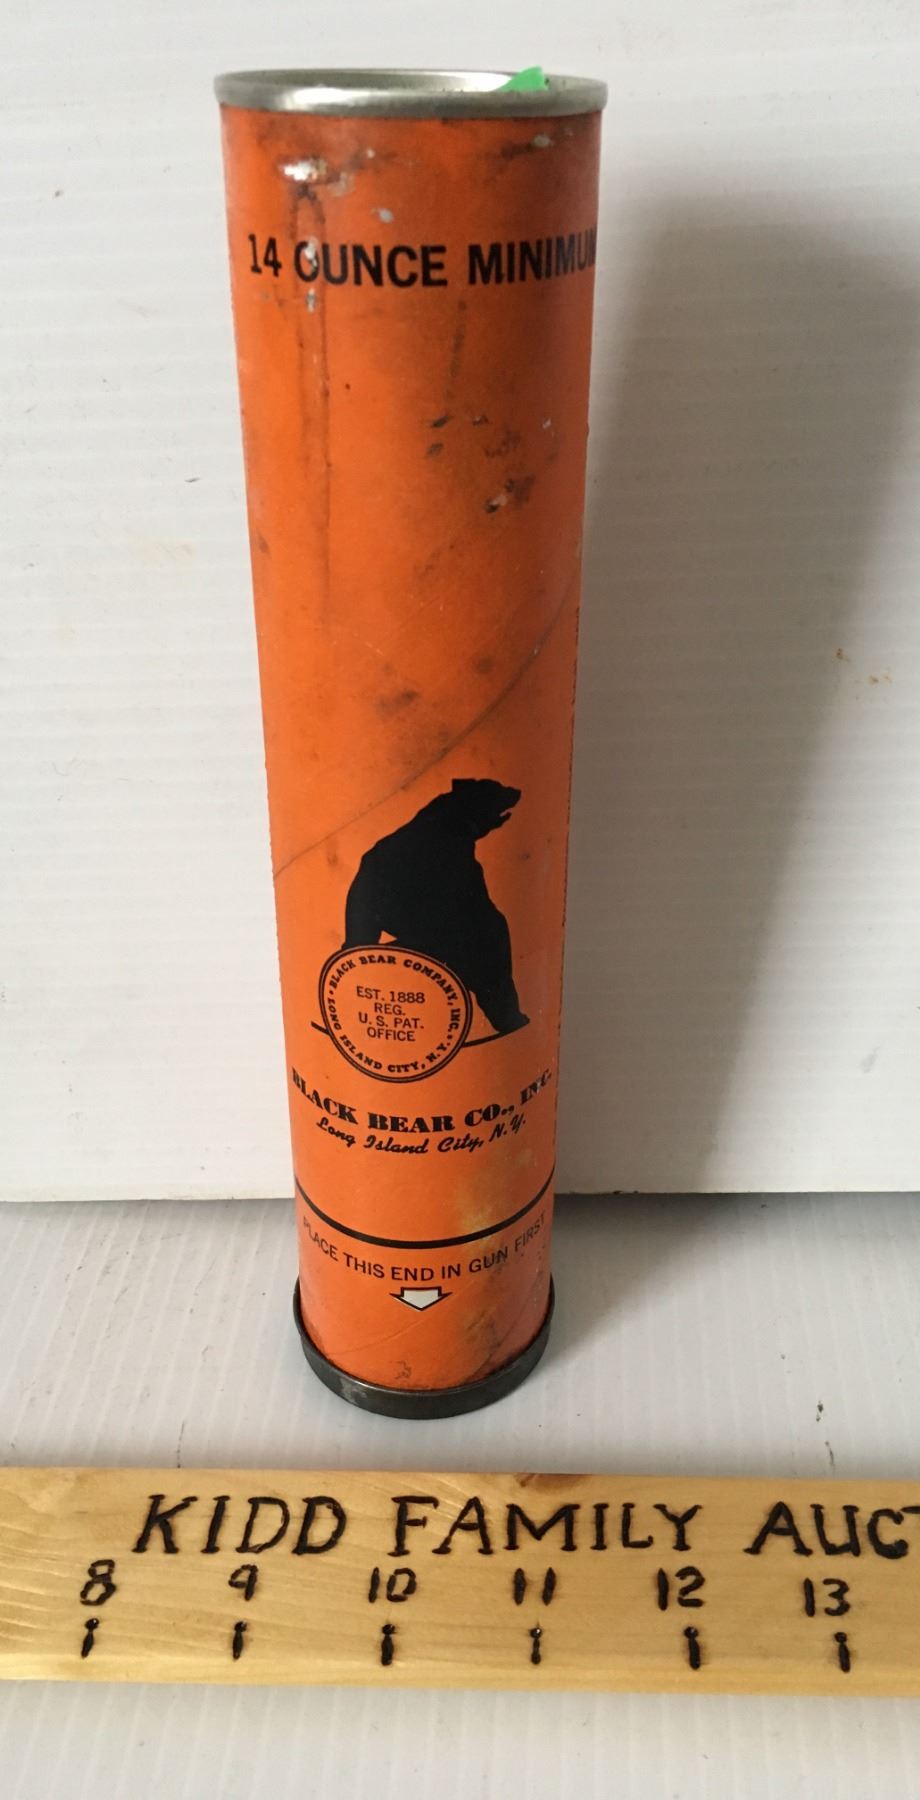 14 OUNCE MINIMUM
BLACK BEAR COMPANY, INC.
LONG ISLAND CITY, N.Y.
EST. 1888
REG.
U.S. PAT.
OFFICE
BLACK BEAR CO., INC.
Long Island City, N.Y.
PLACE THIS END IN GUN FIRST
KIDD FAMILY AUCT
8 9 10 11 12 13